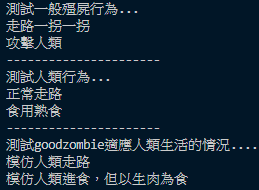 測試一般殭屍行為...
走路一拐一拐
攻擊人類
----------------------
測試人類行為...
正常走路
食用熟食
----------------------
測試goodzombie適應人類生活的情況....
模仿人類走路
模仿人類進食，但以生肉為食